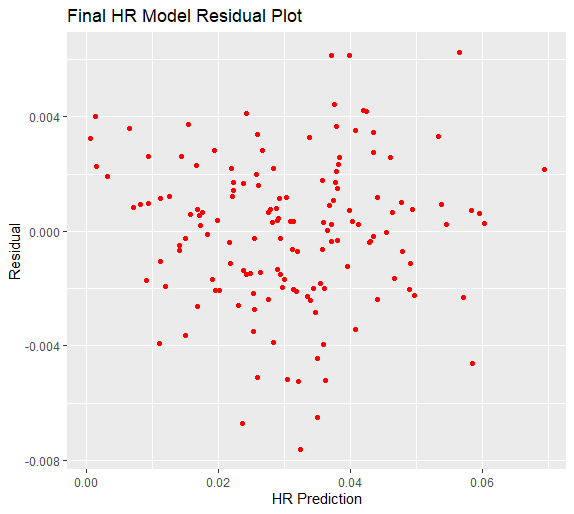 Final HR Model Residual Plot
0.004
0.000
-0.004
-0.008
Residual
0.00 0.02 0.04 0.06
HR Prediction